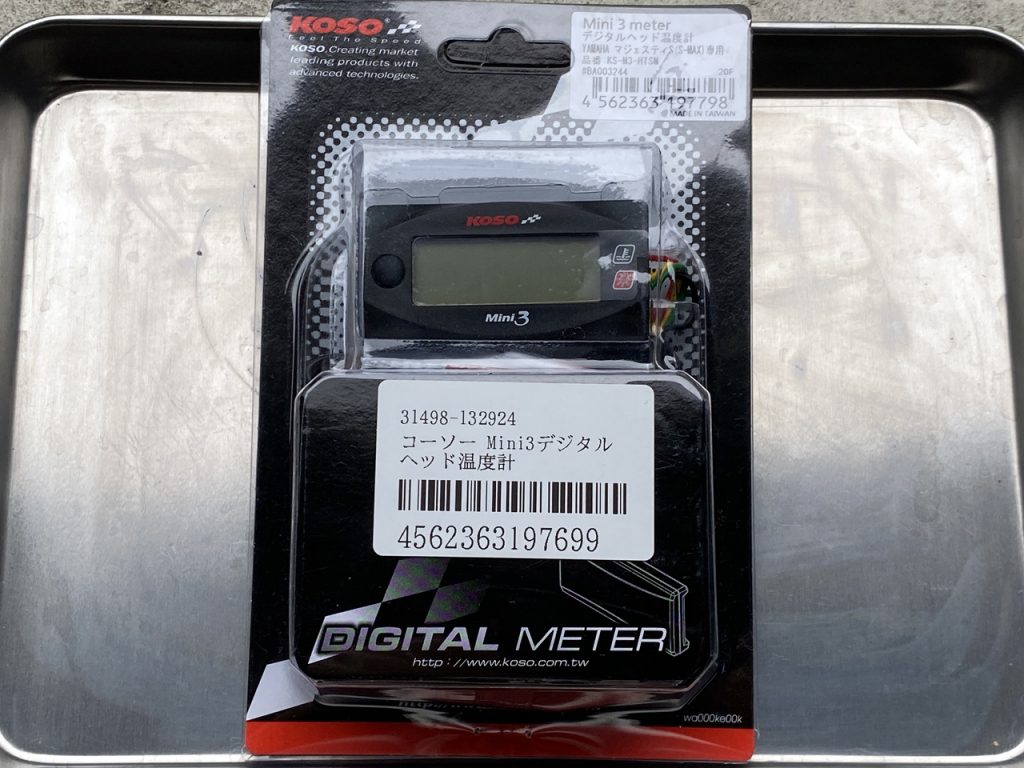 KOSO
Feel The Speed
KOSO, Creating market
leading products with
advanced technologies.
Mini 3 meter
デジタルヘッド温度計
YAMAHA マジェスティS(S-MAX)専用
品番 KS-M3-HTSM
#BA003244 20F
4 562363 197798
MADE IN TAIWAN
KOSO
Mini3
31498-132924
コーソー Mini3デジタル
ヘッド温度計
4562363197699
DIGITAL METER
http://www.koso.com.tw
wa000ke00k